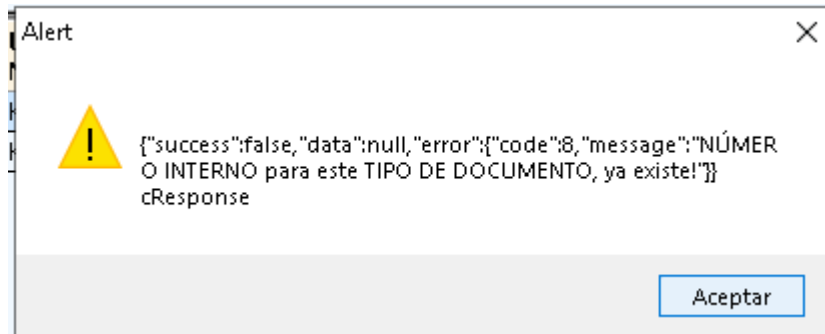 Alert
{"success":false,"data":null,"error":{"code":8,"message":"NÚMER
O INTERNO para este TIPO DE DOCUMENTO, ya existe!"}}
cResponse
Aceptar